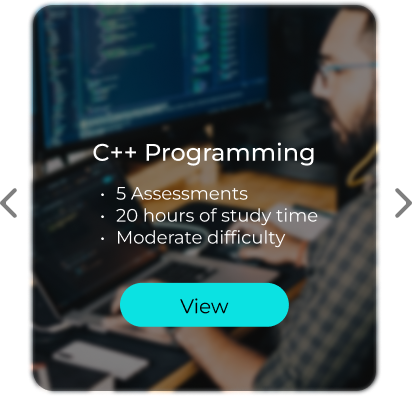 C++ Programming
• 5 Assessments
• 20 hours of study time
• Moderate difficulty
View